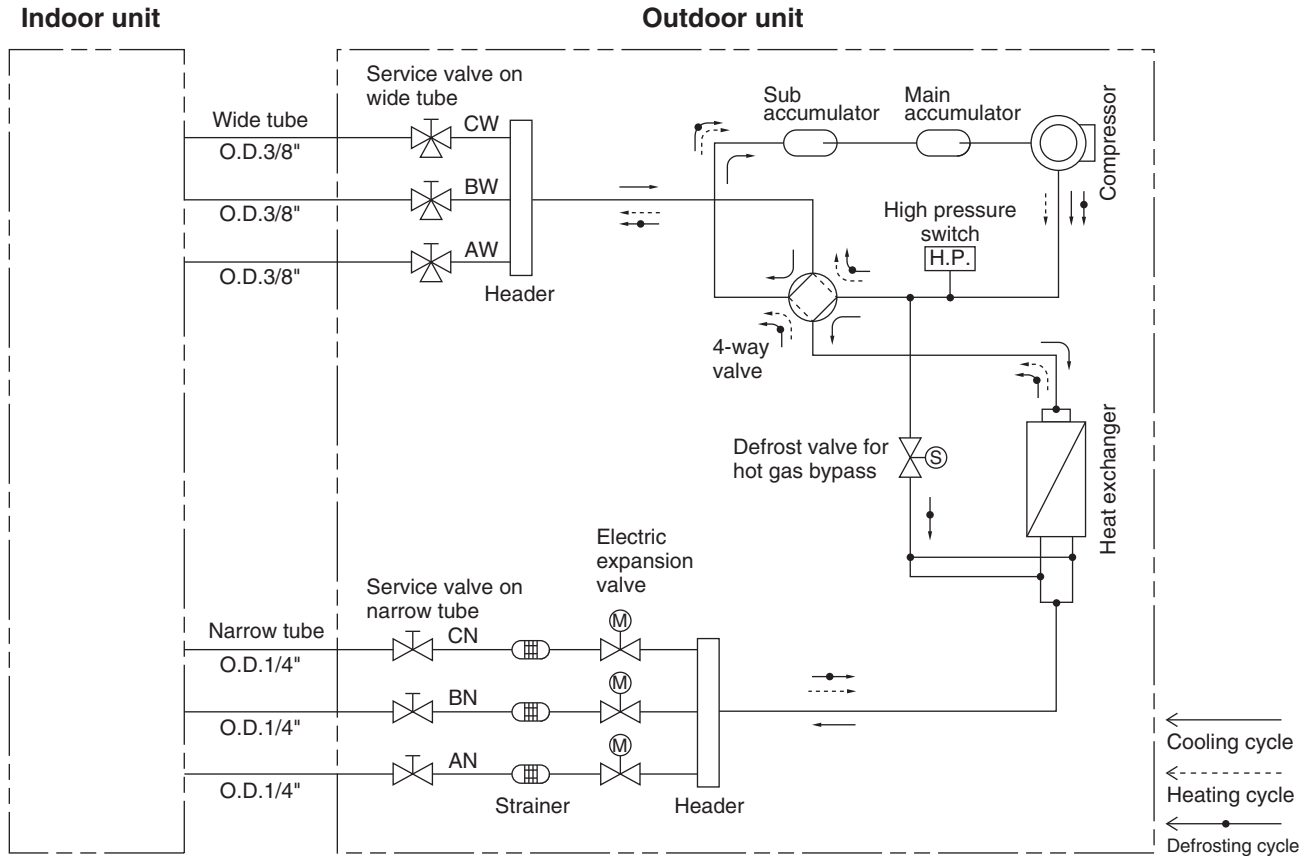 Indoor unit
Outdoor unit
Service valve on
wide tube
Wide tube
O.D.3/8"
CW
O.D.3/8"
BW
O.D.3/8"
AW
Header
Sub
accumulator
Main
accumulator
Compressor
High pressure
switch
H.P.
4-way
valve
Defrost valve for
hot gas bypass
S
Heat exchanger
Electric
expansion
valve
Service valve on
narrow tube
Narrow tube
O.D.1/4"
CN
M
O.D.1/4"
BN
M
O.D.1/4"
AN
M
Strainer
Header
Cooling cycle
Heating cycle
Defrosting cycle